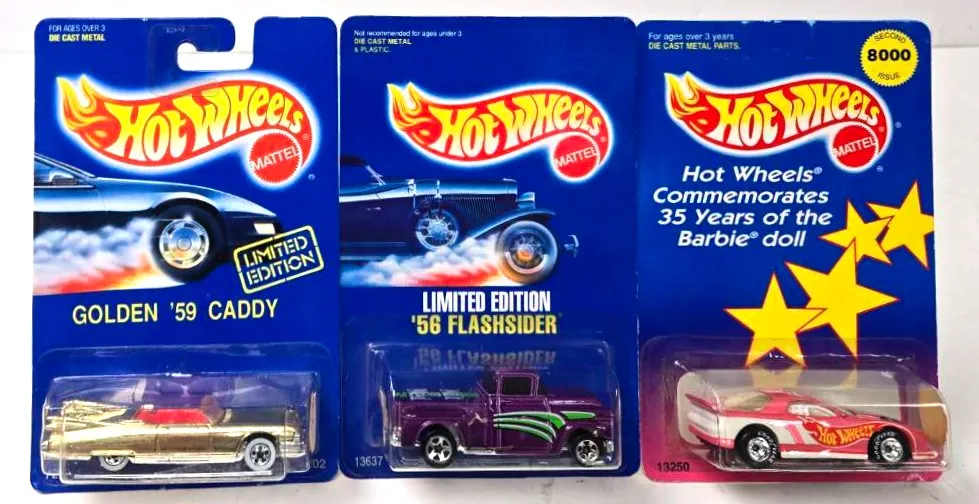 FOR AGES OVER 3
DIE CAST METAL
HOT WHEELS®
MATTEL®
LIMITED
EDITION
GOLDEN '59 CADDY
Not recommended for ages under 3.
DIE CAST METAL
& PLASTIC.
HOT WHEELS®
MATTEL®
LIMITED EDITION
'56 FLASHSIDER
13637
For ages over 3 years
DIE CAST METAL PARTS.
SECOND
8000
ISSUE
HOT WHEELS®
MATTEL®
Hot Wheels®
Commemorates
35 Years of the
Barbie® doll
1
HOT WHEELS
13250